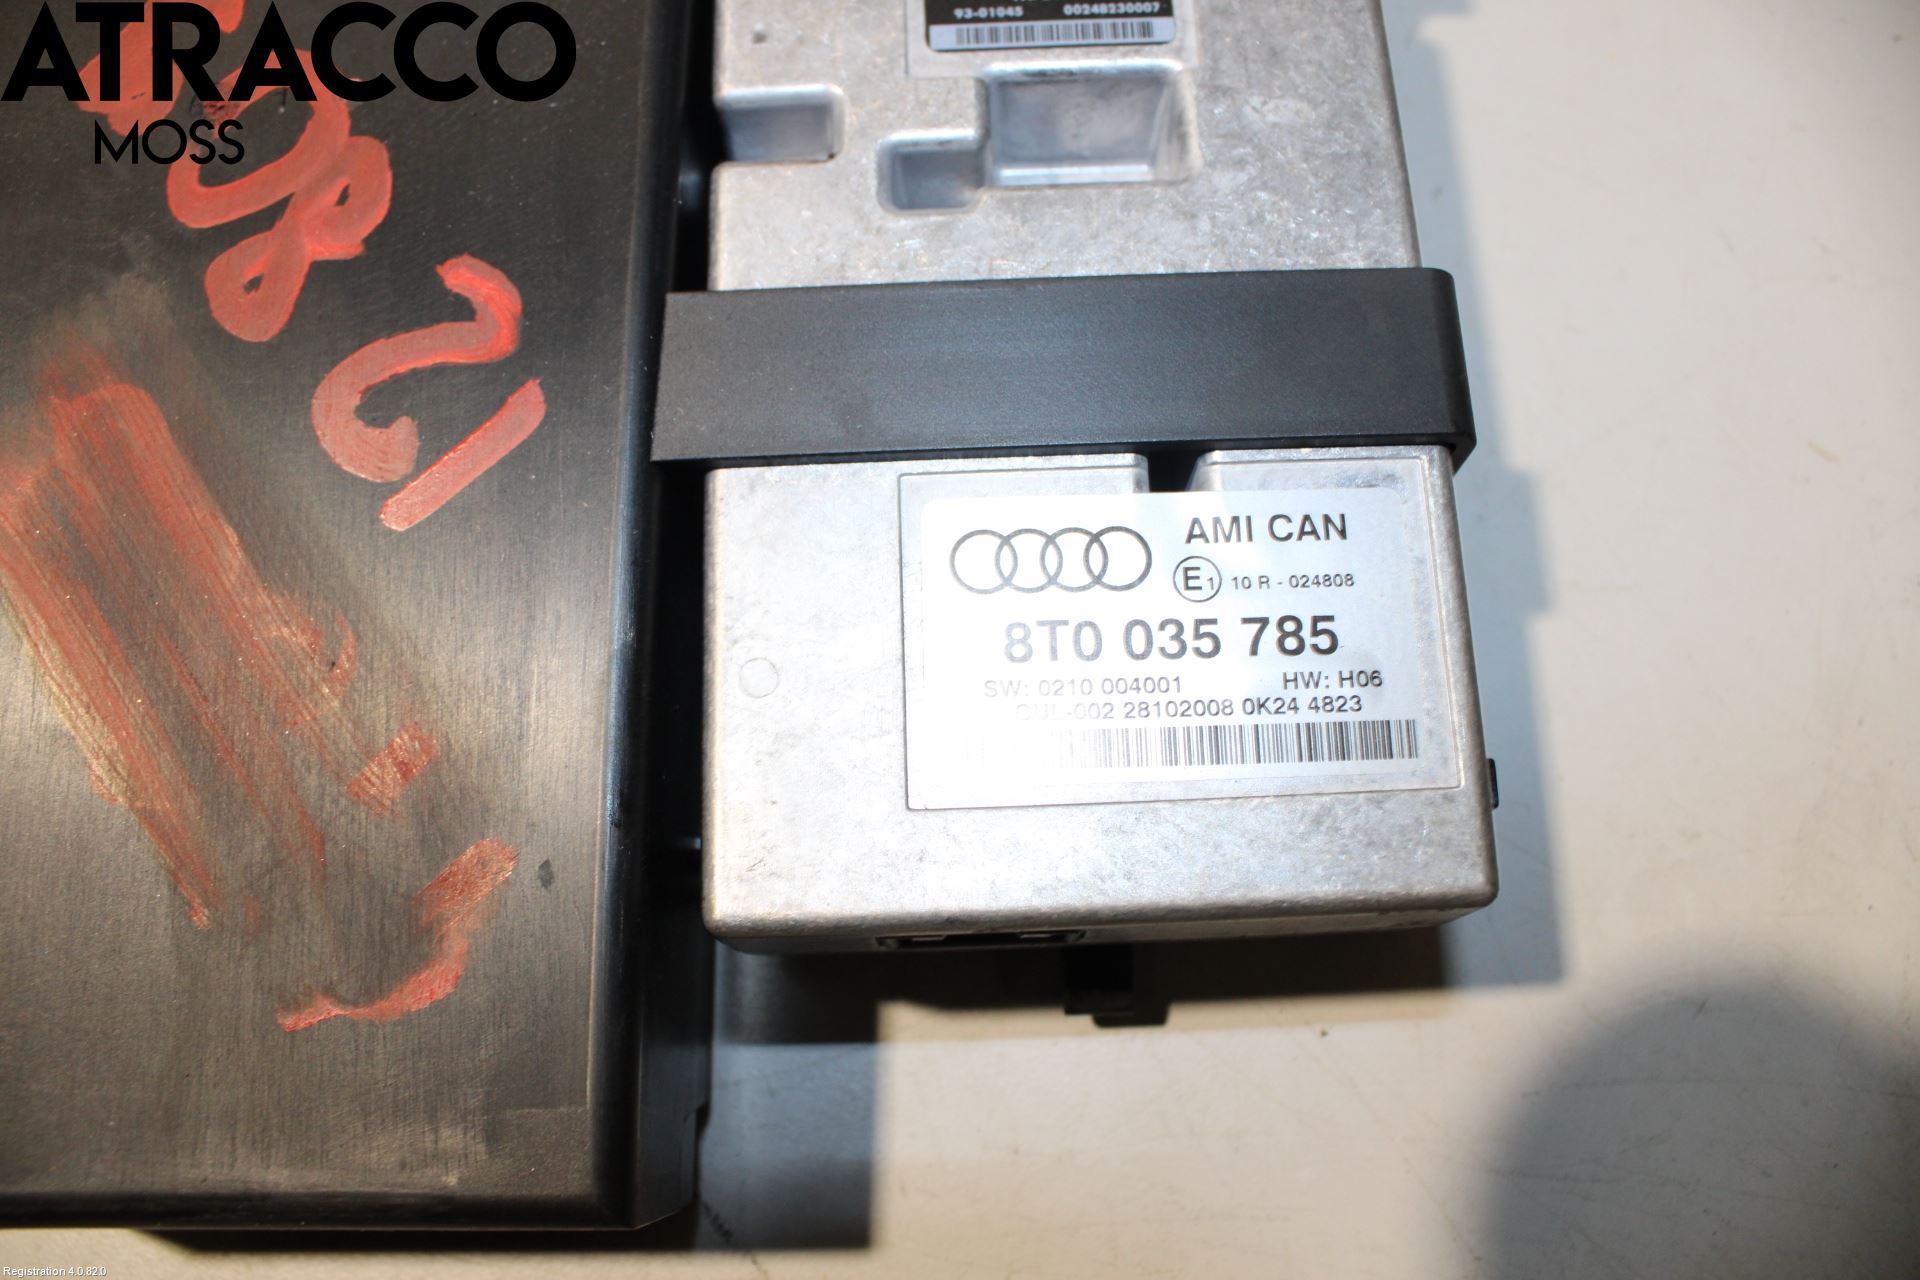 ATRACCO
MOSS
93-01045 00248230007
AMI CAN
E1 10 R - 024808
8T0 035 785
SW: 0210 004001 HW: H06
28102008 0K24 4823
Registration 4.0.82.0